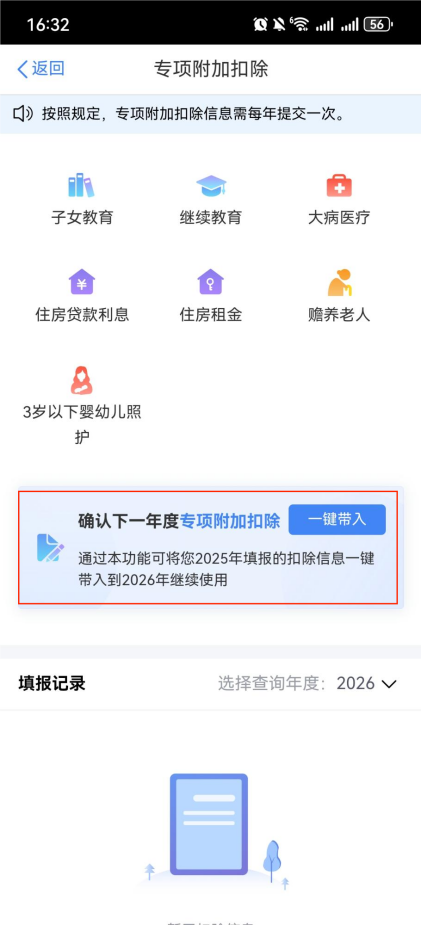 16:32
6
56
返回
专项附加扣除
按照规定，专项附加扣除信息需每年提交一次。
子女教育
继续教育
大病医疗
住房贷款利息
住房租金
赡养老人
3岁以下婴幼儿照
护
确认下一年度专项附加扣除
一键带入
通过本功能可将您2025年填报的扣除信息一键
带入到2026年继续使用
填报记录
选择查询年度：2026